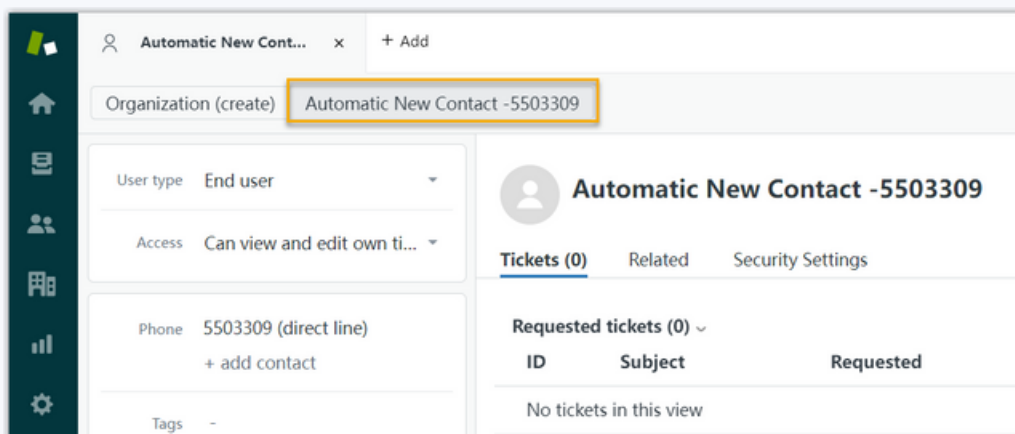 Automatic New Cont... x + Add
Organization (create) Automatic New Contact -5503309
User type End user
Access Can view and edit own ti...
Phone 5503309 (direct line)
+ add contact
Tags -
Automatic New Contact -5503309
Tickets (0) Related Security Settings
Requested tickets (0)
ID Subject Requested
No tickets in this view